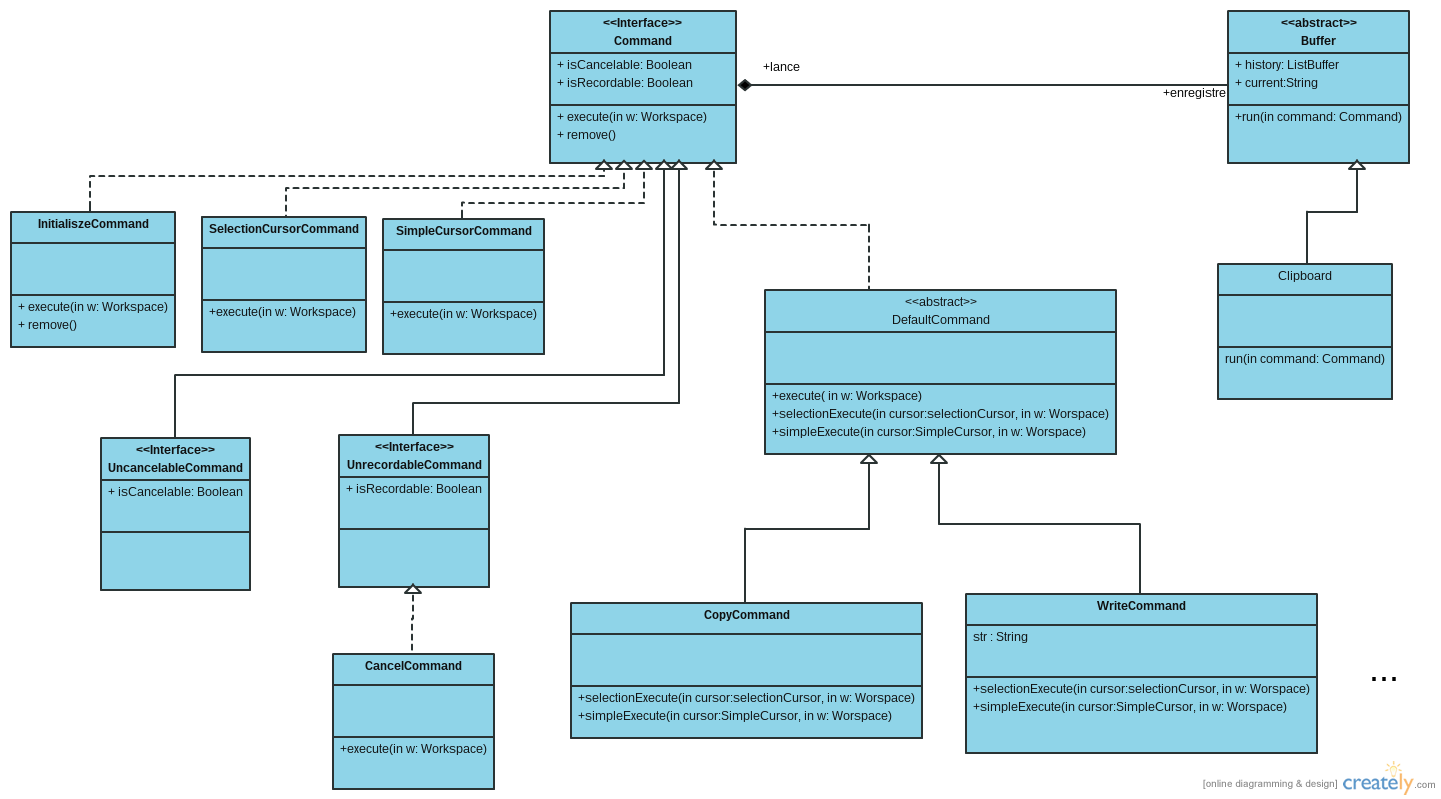 <<Interface>>
Command
+ isCancelable: Boolean
+ isRecordable: Boolean
+ execute(in w: Workspace)
+ remove()
+lance
+enregistre
<<abstract>>
Buffer
+ history: ListBuffer
+ current:String
+run(in command: Command)
InitialiszeCommand
+ execute(in w: Workspace)
+ remove()
SelectionCursorCommand
+execute(in w: Workspace)
SimpleCursorCommand
+execute(in w: Workspace)
<<abstract>>
DefaultCommand
+execute( in w: Workspace)
+selectionExecute(in cursor:selectionCursor, in w: Worspace)
+simpleExecute(in cursor:SimpleCursor, in w: Worspace)
Clipboard
run(in command: Command)
<<Interface>>
UncancelableCommand
+ isCancelable: Boolean
<<Interface>>
UnrecordableCommand
+ isRecordable: Boolean
CancelCommand
+execute(in w: Workspace)
CopyCommand
+selectionExecute(in cursor:selectionCursor, in w: Worspace)
+simpleExecute(in cursor:SimpleCursor, in w: Worspace)
WriteCommand
str : String
+selectionExecute(in cursor:selectionCursor, in w: Worspace)
+simpleExecute(in cursor:SimpleCursor, in w: Worspace)
...
[online diagramming & design] creately.com